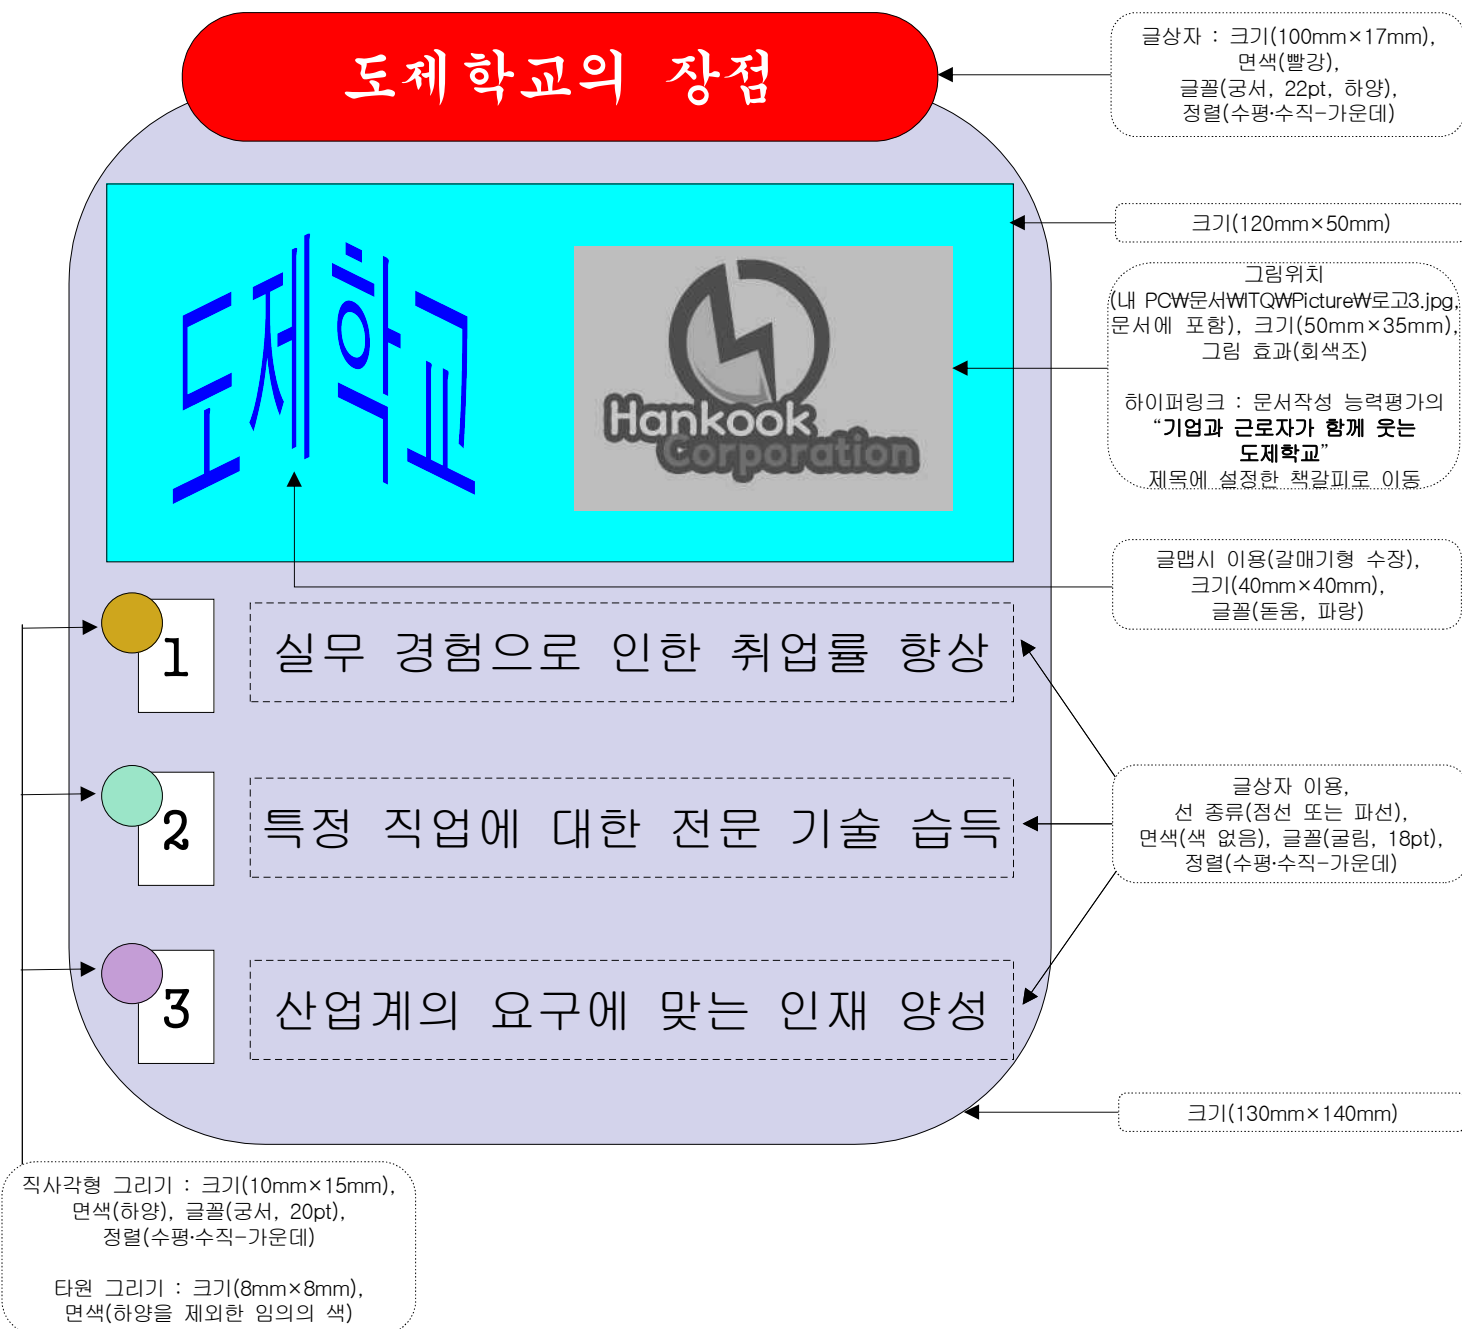 도제학교의 장점
글상자 : 크기(100mm×17mm),
면색(빨강),
글꼴(궁서, 22pt, 하양),
정렬(수평·수직-가운데)
크기(120mm×50mm)
도제학교
Hankook
Corporation
그림위치
(내 PC₩문서₩ITQ₩Picture₩로고3.jpg,
문서에 포함), 크기(50mm×35mm),
그림 효과(회색조)
하이퍼링크 : 문서작성 능력평가의
“기업과 근로자가 함께 웃는
도제학교”
제목에 설정한 책갈피로 이동
글맵시 이용(갈매기형 수장),
크기(40mm×40mm),
글꼴(돋움, 파랑)
1
실무 경험으로 인한 취업률 향상
2
특정 직업에 대한 전문 기술 습득
글상자 이용,
선 종류(점선 또는 파선),
면색(색 없음), 글꼴(굴림, 18pt),
정렬(수평·수직-가운데)
3
산업계의 요구에 맞는 인재 양성
크기(130mm×140mm)
직사각형 그리기 : 크기(10mm×15mm),
면색(하양), 글꼴(궁서, 20pt),
정렬(수평·수직-가운데)
타원 그리기 : 크기(8mm×8mm),
면색(하양을 제외한 임의의 색)